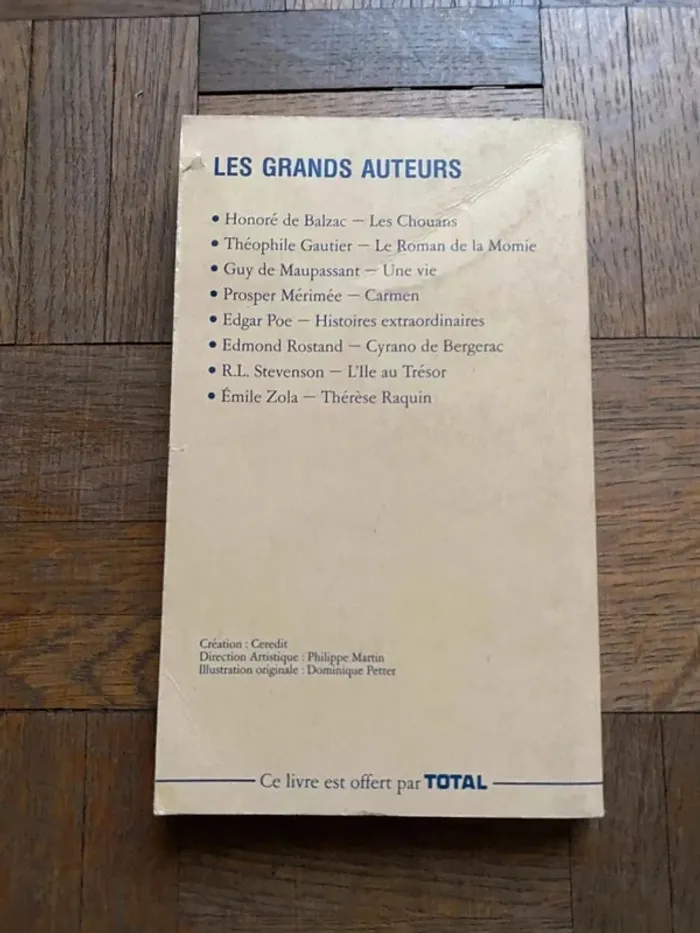 LES GRANDS AUTEURS
• Honoré de Balzac — Les Chouans
• Théophile Gautier — Le Roman de la Momie
• Guy de Maupassant — Une vie
• Prosper Mérimée — Carmen
• Edgar Poe — Histoires extraordinaires
• Edmond Rostand — Cyrano de Bergerac
• R.L. Stevenson — L'Ile au Trésor
• Émile Zola — Thérèse Raquin
Création : Ceredit
Direction Artistique : Philippe Martin
Illustration originale : Dominique Petter
Ce livre est offert par TOTAL